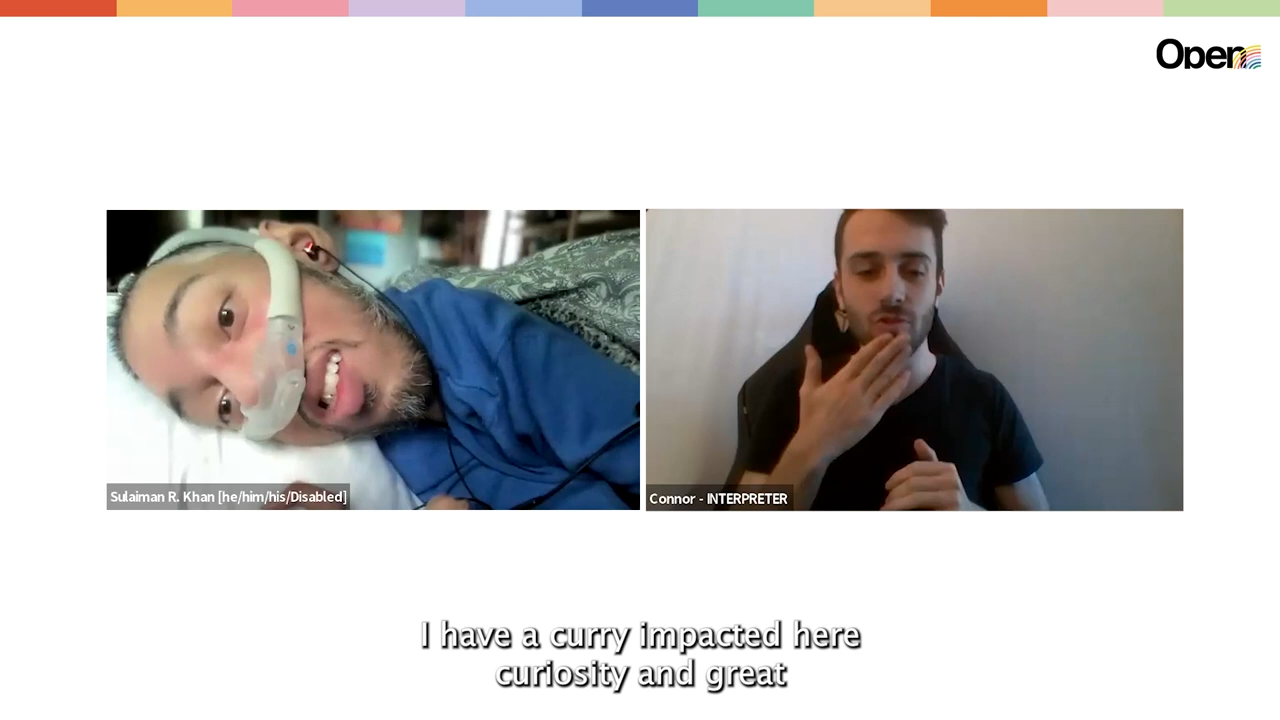 Open
Sulaiman R. Khan [he/him/his/Disabled]
Connor - INTERPRETER
I have a curry impacted here
curiosity and great